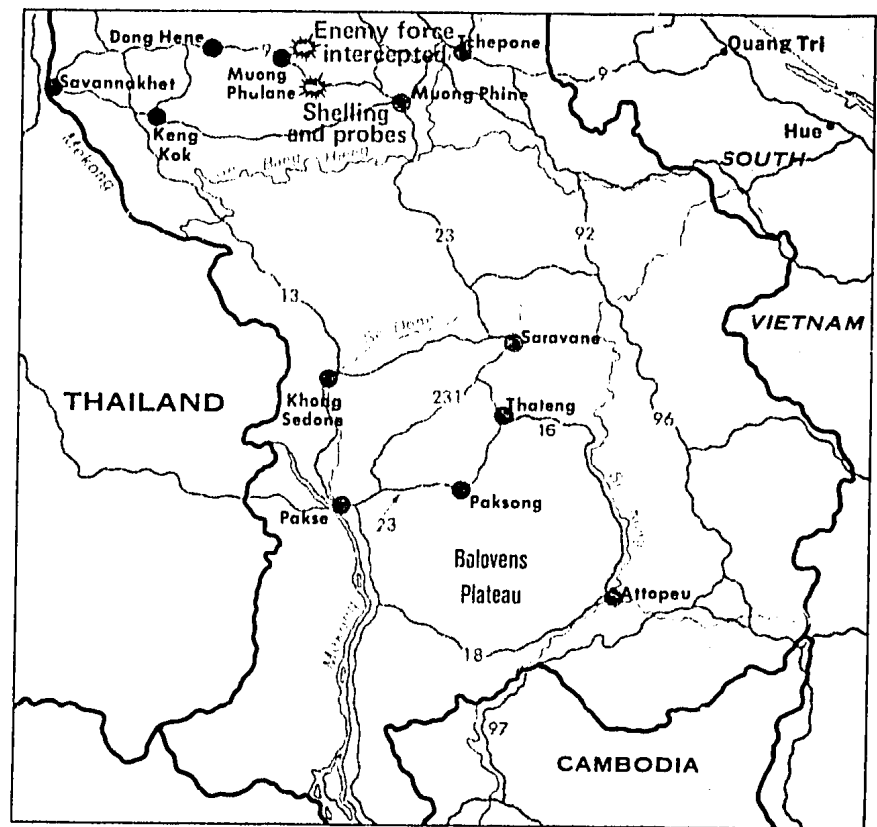 Dong Hene
9
Enemy force
intercepted
Tchepone
Quang Tri
Savannakhet
Muong
Phulane
Muong Phine
9
Shelling
and probes
Keng
Kok
Hue
SOUTH
Mekong
23
92
13
VIETNAM
Saravane
THAILAND
Khong
Sedone
231
Thateng
16
96
Paksong
Pakse
23
Bolovens
Plateau
Attopeu
Mekong
18
97
CAMBODIA